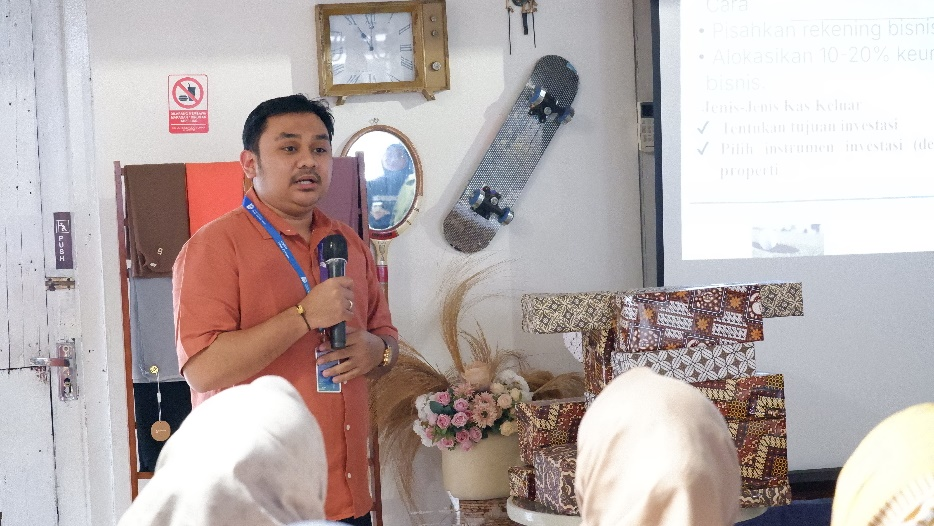 Cara
• Pisahkan rekening bisnis
• Alokasikan 10-20% keun
bisnis
Jenis-Jenis Kas Keluar
✓ Tentukan tujuan investasi
✓ Pilih instrumen investasi (de
properti.
PUSH